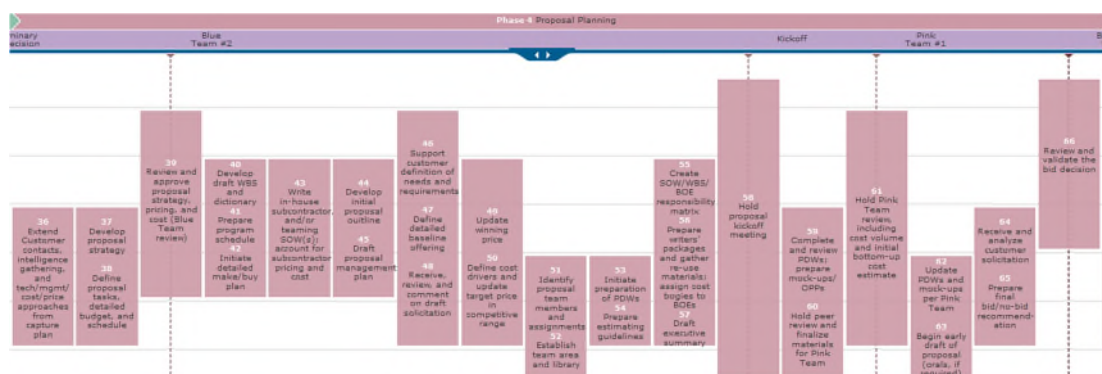 Phase 4 Proposal Planning
minary
ecision
Blue
Team #2
Kickoff
Pink
Team #1
B
36
Extend
Customer
contacts,
intelligence
gathering,
and
tech/mgmt/
cost/price
approaches
from
capture
plan
37
Develop
proposal
strategy
38
Define
proposal
tasks,
detailed
budget, and
schedule
39
Review and
approve
proposal
strategy,
pricing, and
cost (Blue
Team
review)
40
Develop
draft WBS
and
dictionary
41
Prepare
program
schedule
42
Initiate
detailed
make/buy
plan
43
Write
in-house
subcontractor,
and/or
teaming
SOW(s);
account for
subcontractor
pricing and
cost
44
Develop
initial
proposal
ouitline
45
Draft
proposal
management
plan
46
Support
customer
definition of
needs and
requirements
47
Define
detailed
baseline
offering
48
Receive,
review, and
comment on
draft
solicitation
49
Update
winning
price
50
Define cost
drivers and
update
target price
in
competitive
range
51
Identify
proposal
team
members
and
assignments
52
Establish
team area
and library
53
Initiate
preparation
of PDWs
54
Prepare
estimating
guidelines
55
Create
SOW/WBS/
BOE
responsibility
matrix
56
Prepare
writers'
packages
and gather
re-use
materials;
assign cost
bogies to
BOEs
57
Draft
executive
summary
58
Hold
proposal
kickoff
meeting
59
Complete
and review
PDWs;
prepare
mock-ups/
OPPs
60
Hold peer
review and
finalize
materials
for Pink
Team
61
Hold Pink
Team
review,
including
cost volume
and initial
bottom-up
cost
estimate
62
Update
PDWs and
mock-ups
per Pink
Team
63
Begin early
draft of
proposal
(orals, if
required)
64
Receive and
analyze
customer
solicitation
65
Prepare
final
bid/no-bid
recommend-
ation
66
Review and
validate the
bid decision